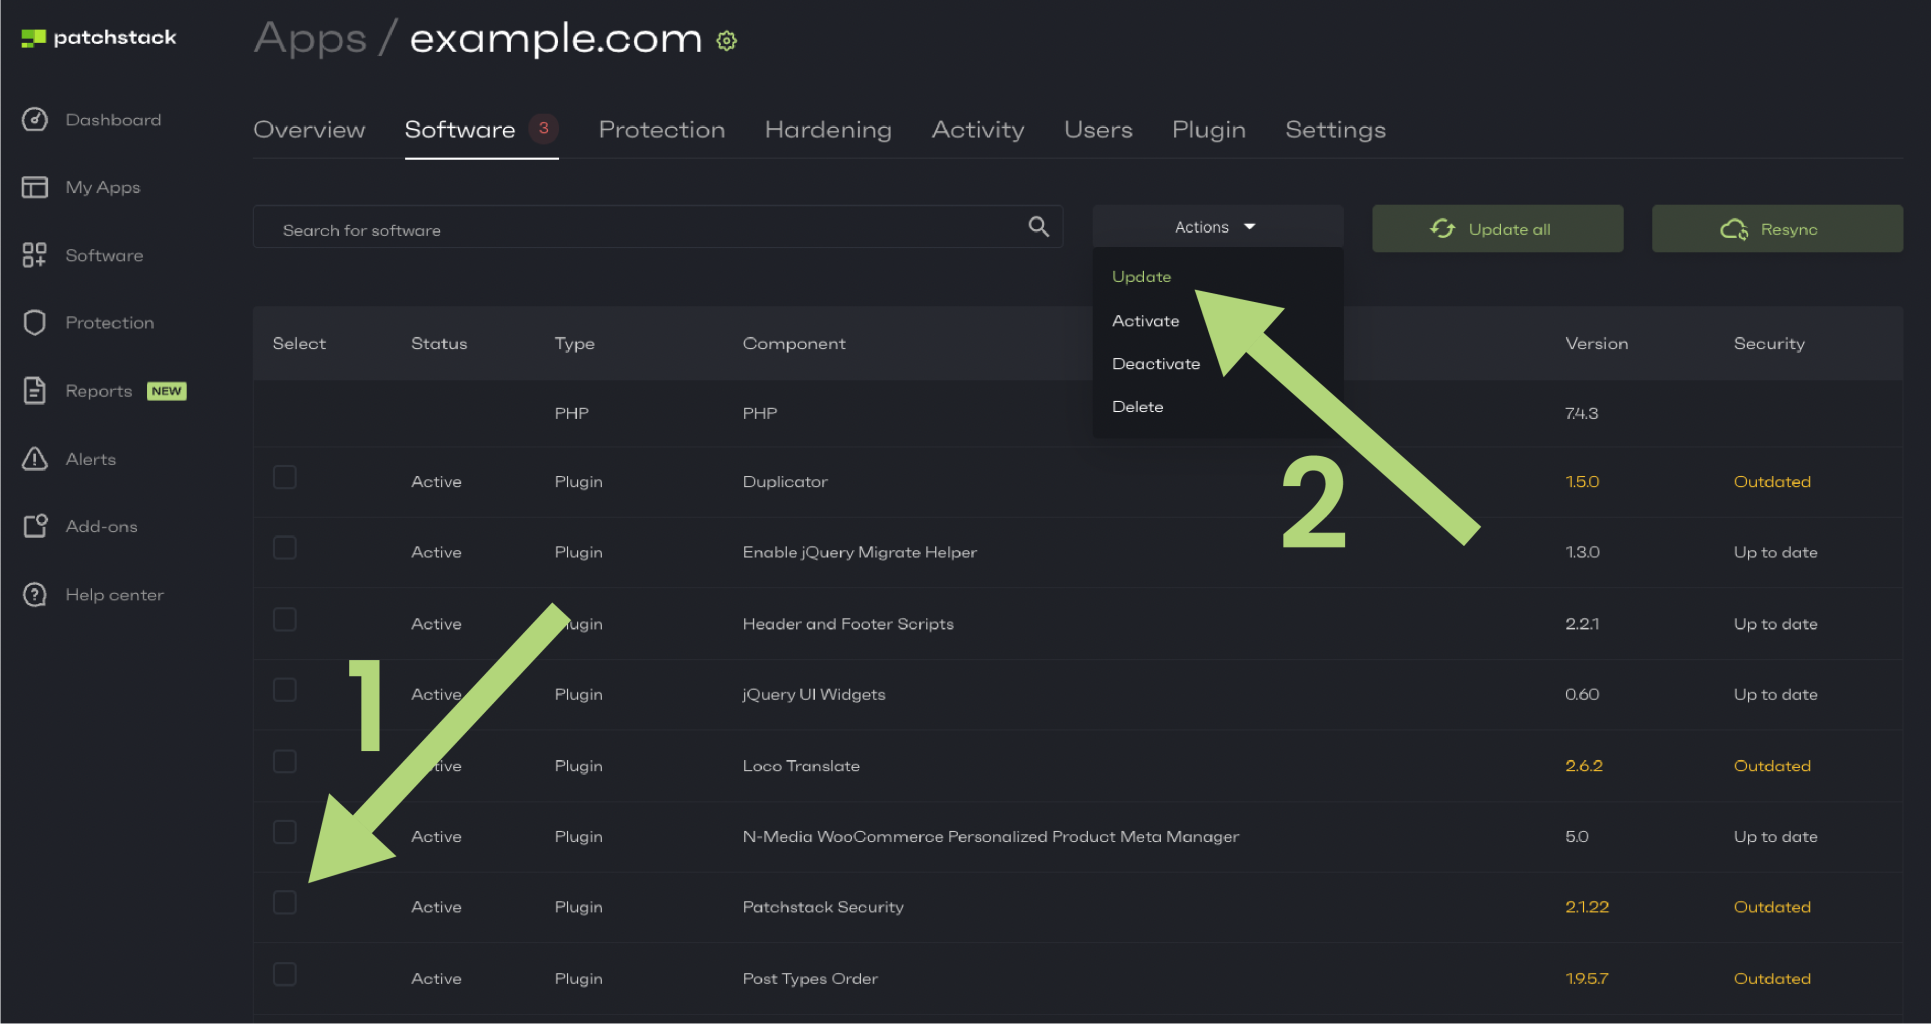 patchstack
Apps / example.com
Dashboard
My Apps
Software
Protection
Reports NEW
Alerts
Add-ons
Help center
Overview Software 3 Protection Hardening Activity Users Plugin Settings
Search for software
Actions
Update all
Resync
Update
Activate
Deactivate
Delete
Select Status Type Component Version Security
PHP PHP 7.4.3
Active Plugin Duplicator 1.5.0 Outdated
Active Plugin Enable jQuery Migrate Helper 1.3.0 Up to date
Active Plugin Header and Footer Scripts 2.2.1 Up to date
Active Plugin jQuery UI Widgets 0.60 Up to date
Active Plugin Loco Translate 2.6.2 Outdated
Active Plugin N-Media WooCommerce Personalized Product Meta Manager 5.0 Up to date
Active Plugin Patchstack Security 2.1.22 Outdated
Active Plugin Post Types Order 1.9.5.7 Outdated
1
2